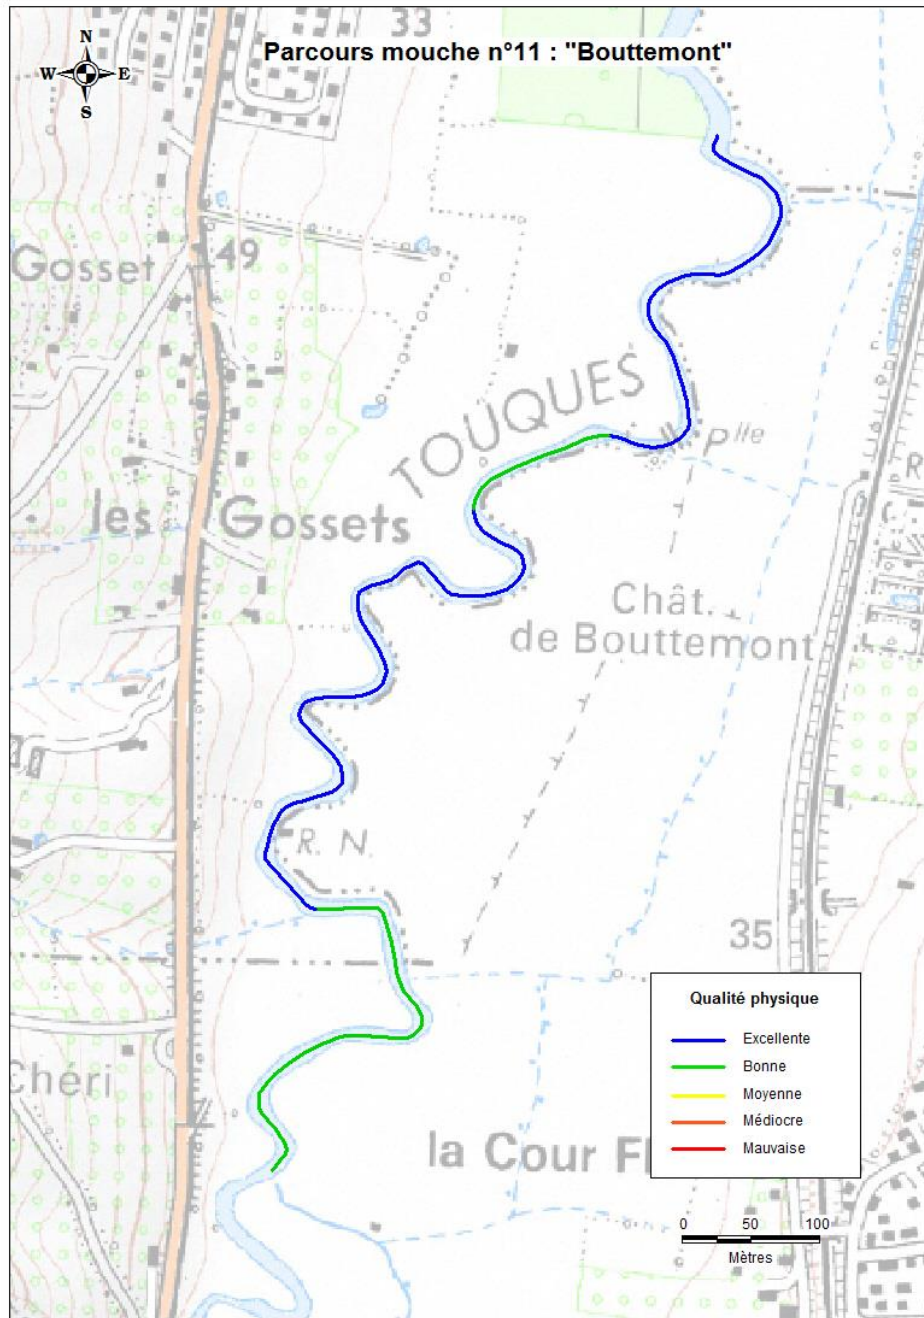 33
Parcours mouche n°11 : "Bouttemont"
N
W E
S
Gosset
49
TOUQUES
Plle
les Gossets
Chât.
de Bouttemont
R. N.
35
Qualité physique
Excellente
Bonne
Moyenne
Médiocre
Mauvaise
Chéri
la Cour
0 50 100
Mètres